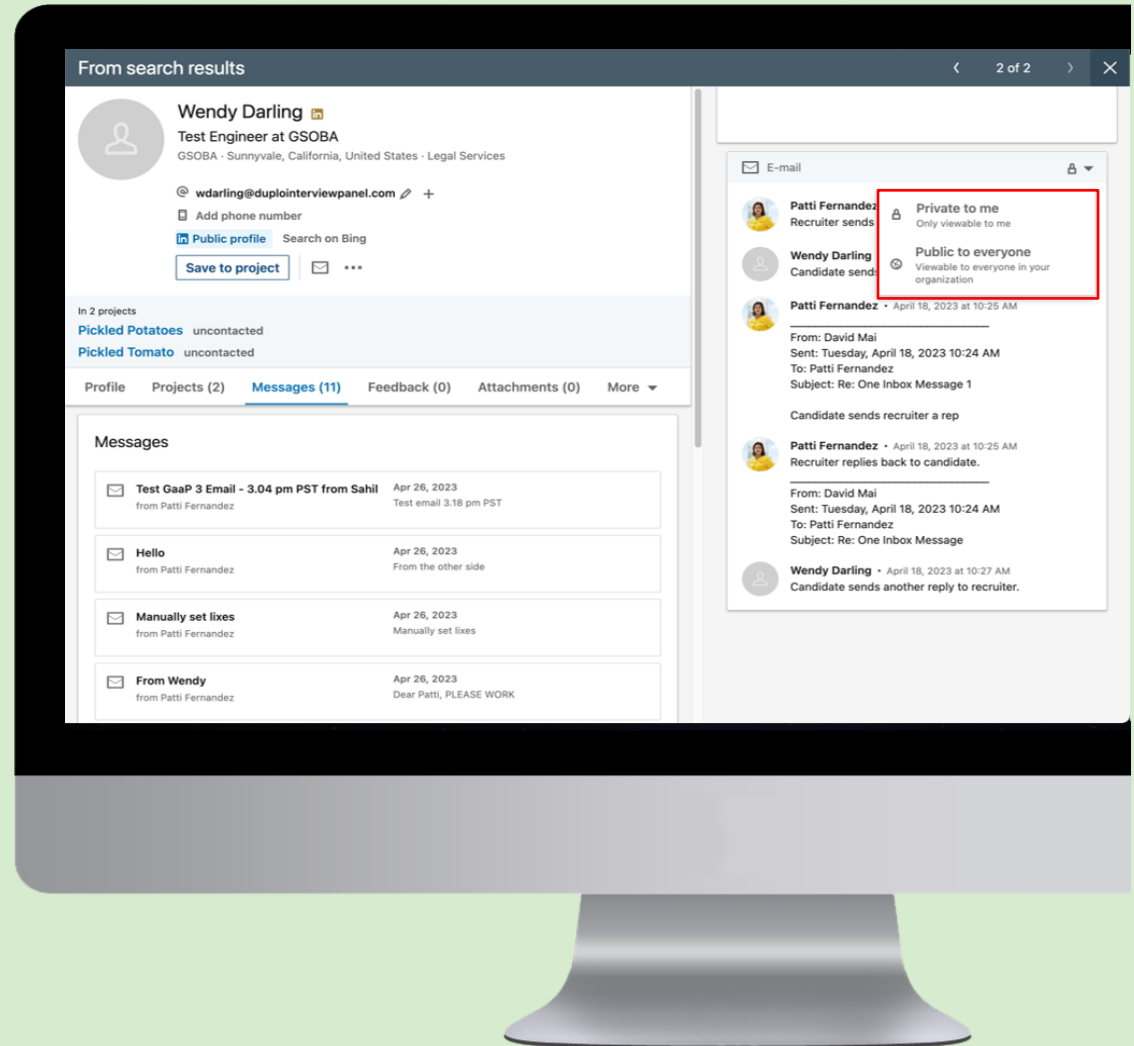 From search results
2 of 2
Wendy Darling
Test Engineer at GSOBA
GSOBA · Sunnyvale, California, United States · Legal Services
wdarling@duplointerviewpanel.com
Add phone number
Public profile Search on Bing
Save to project
In 2 projects
Pickled Potatoes uncontacted
Pickled Tomato uncontacted
Profile Projects (2) Messages (11) Feedback (0) Attachments (0) More
Messages
Test GaaP 3 Email - 3.04 pm PST from Sahil Apr 26, 2023
from Patti Fernandez Test email 3.18 pm PST
Hello Apr 26, 2023
from Patti Fernandez From the other side
Manually set lixes Apr 26, 2023
from Patti Fernandez Manually set lixes
From Wendy Apr 26, 2023
from Patti Fernandez Dear Patti, PLEASE WORK
E-mail
Patti Fernandez
Recruiter sends
Wendy Darling
Candidate send
Private to me
Only viewable to me
Public to everyone
Viewable to everyone in your
organization
Patti Fernandez • April 18, 2023 at 10:25 AM
From: David Mai
Sent: Tuesday, April 18, 2023 10:24 AM
To: Patti Fernandez
Subject: Re: One Inbox Message 1
Candidate sends recruiter a rep
Patti Fernandez • April 18, 2023 at 10:25 AM
Recruiter replies back to candidate.
From: David Mai
Sent: Tuesday, April 18, 2023 10:24 AM
To: Patti Fernandez
Subject: Re: One Inbox Message
Wendy Darling • April 18, 2023 at 10:27 AM
Candidate sends another reply to recruiter.